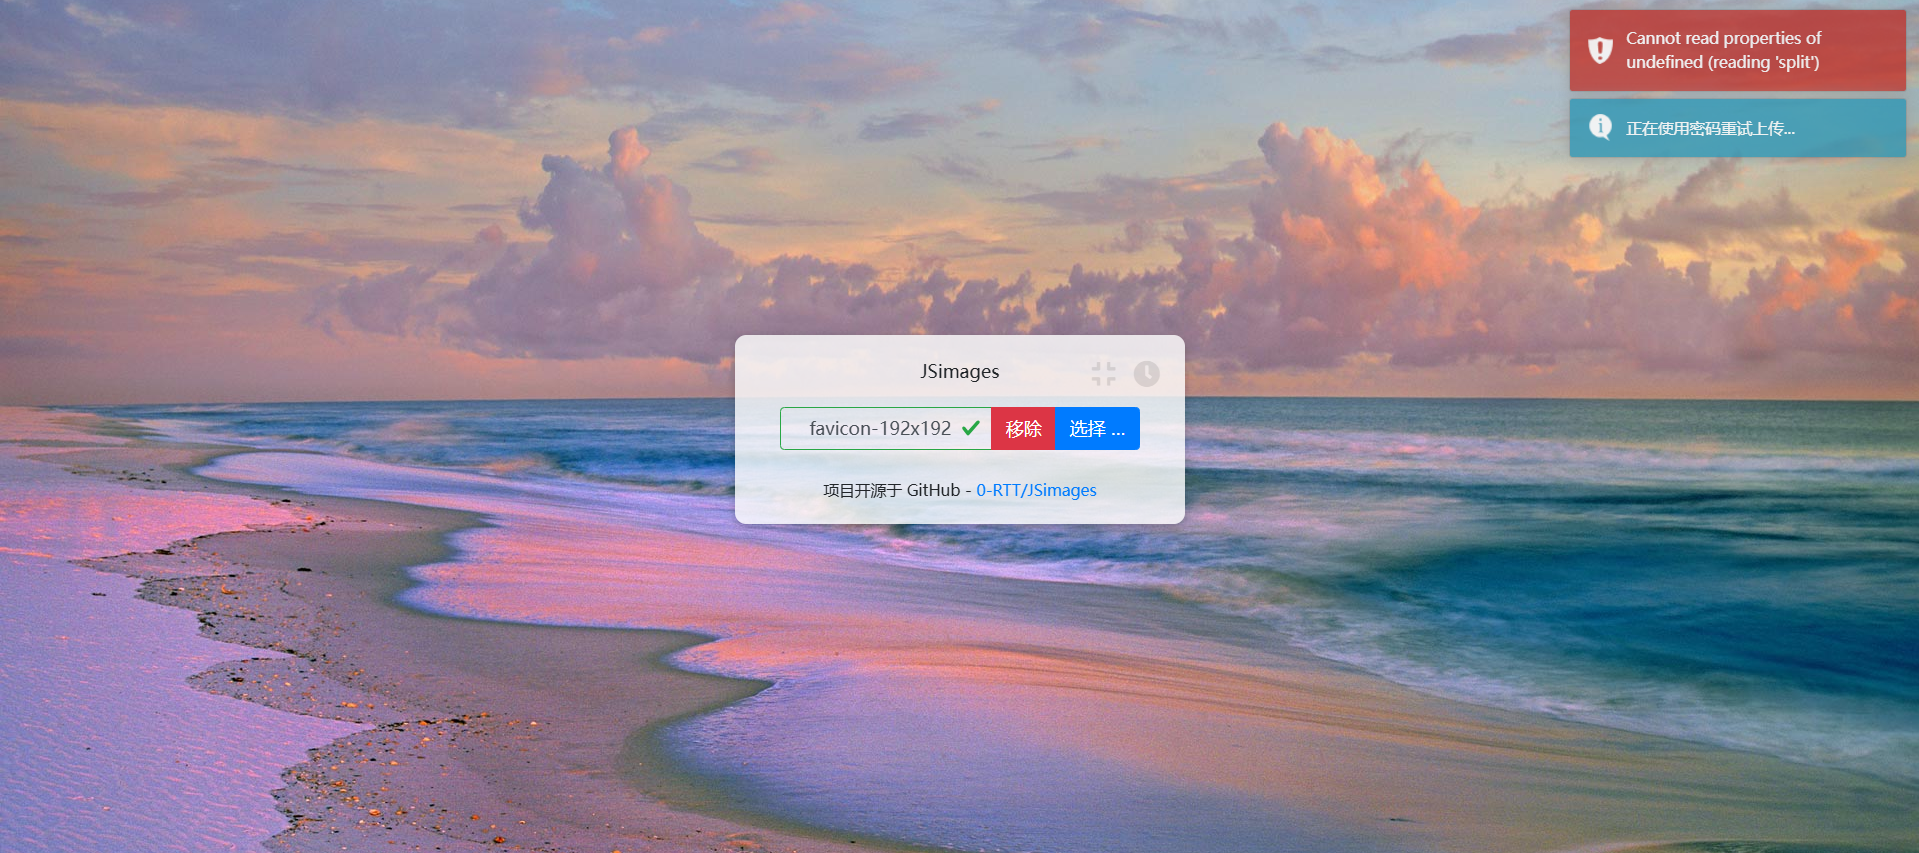 Cannot read properties of
undefined (reading 'split')
正在使用密码重试上传...
JSimages
favicon-192x192
移除
选择 ...
项目开源于 GitHub - 0-RTT/JSimages